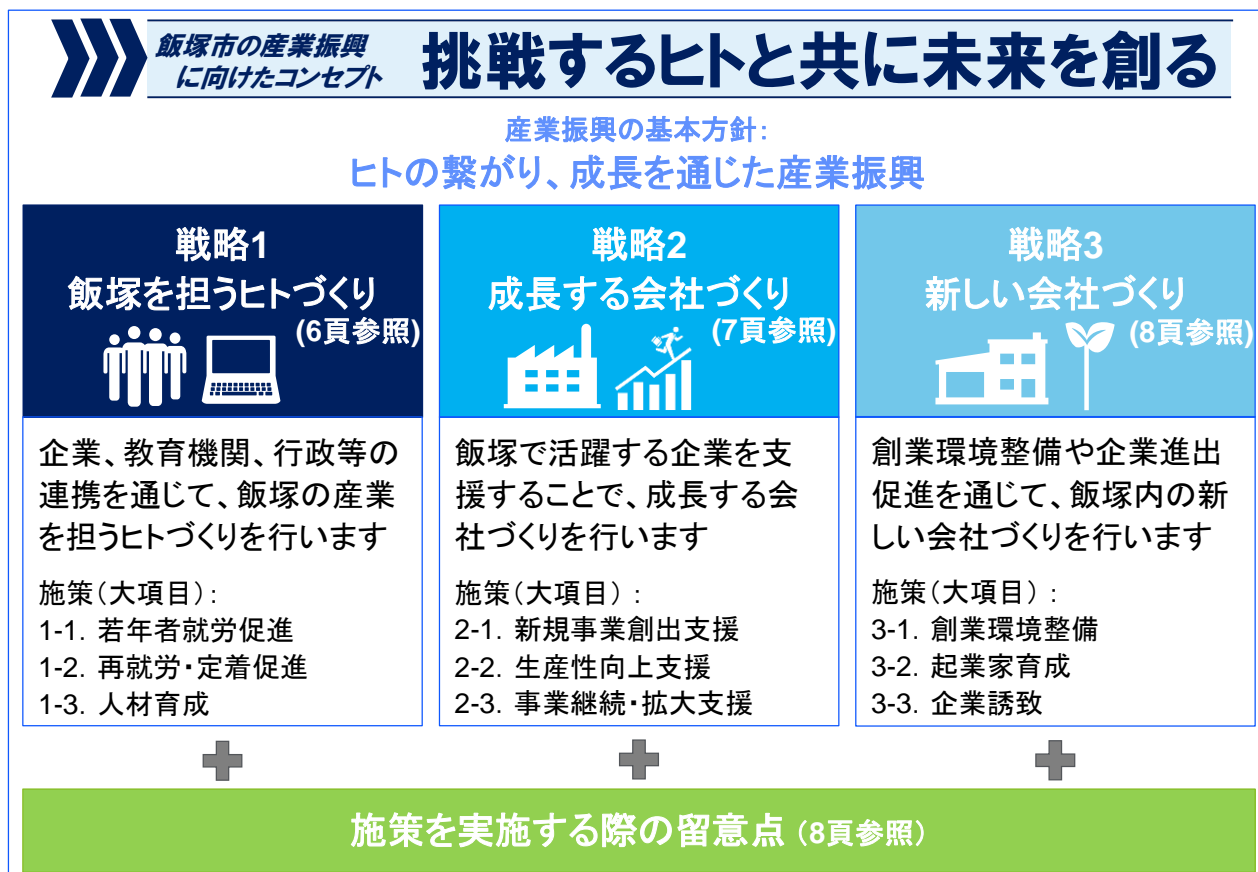 飯塚市の産業振興
に向けたコンセプト
挑戦するヒトと共に未来を創る
産業振興の基本方針：
ヒトの繋がり、成長を通じた産業振興
戦略1
飯塚を担うヒトづくり
(6頁参照)
企業、教育機関、行政等の
連携を通じて、飯塚の産業
を担うヒトづくりを行います
施策（大項目）：
1-1. 若年者就労促進
1-2. 再就労・定着促進
1-3. 人材育成
戦略2
成長する会社づくり
(7頁参照)
飯塚で活躍する企業を支
援することで、成長する会
社づくりを行います
施策（大項目）：
2-1. 新規事業創出支援
2-2. 生産性向上支援
2-3. 事業継続・拡大支援
戦略3
新しい会社づくり
(8頁参照)
創業環境整備や企業進出
促進を通じて、飯塚内の新
しい会社づくりを行います
施策（大項目）：
3-1. 創業環境整備
3-2. 起業家育成
3-3. 企業誘致
施策を実施する際の留意点（8頁参照）